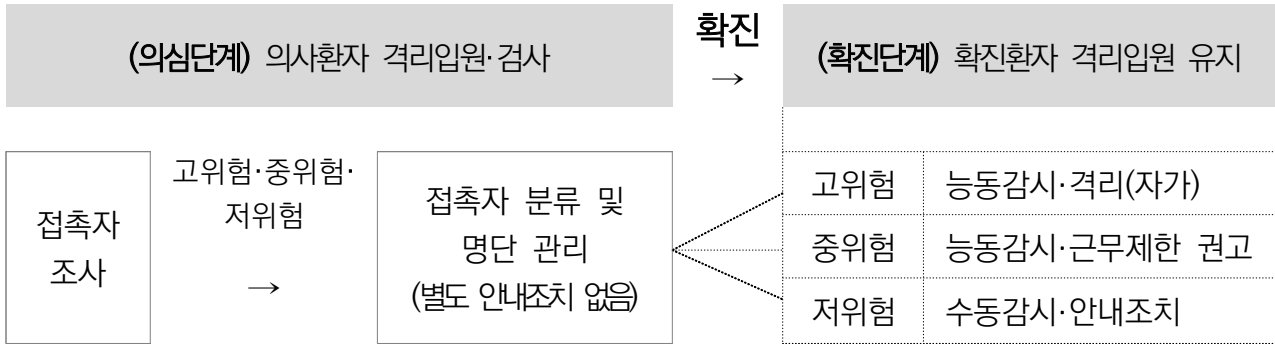 (의심단계) 의사환자 격리입원·검사
확진
→
(확진단계) 확진환자 격리입원 유지
접촉자
조사
고위험·중위험·
저위험
→
접촉자 분류 및
명단 관리
(별도 안내조치 없음)
고위험 능동감시·격리(자가)
중위험 능동감시·근무제한 권고
저위험 수동감시·안내조치